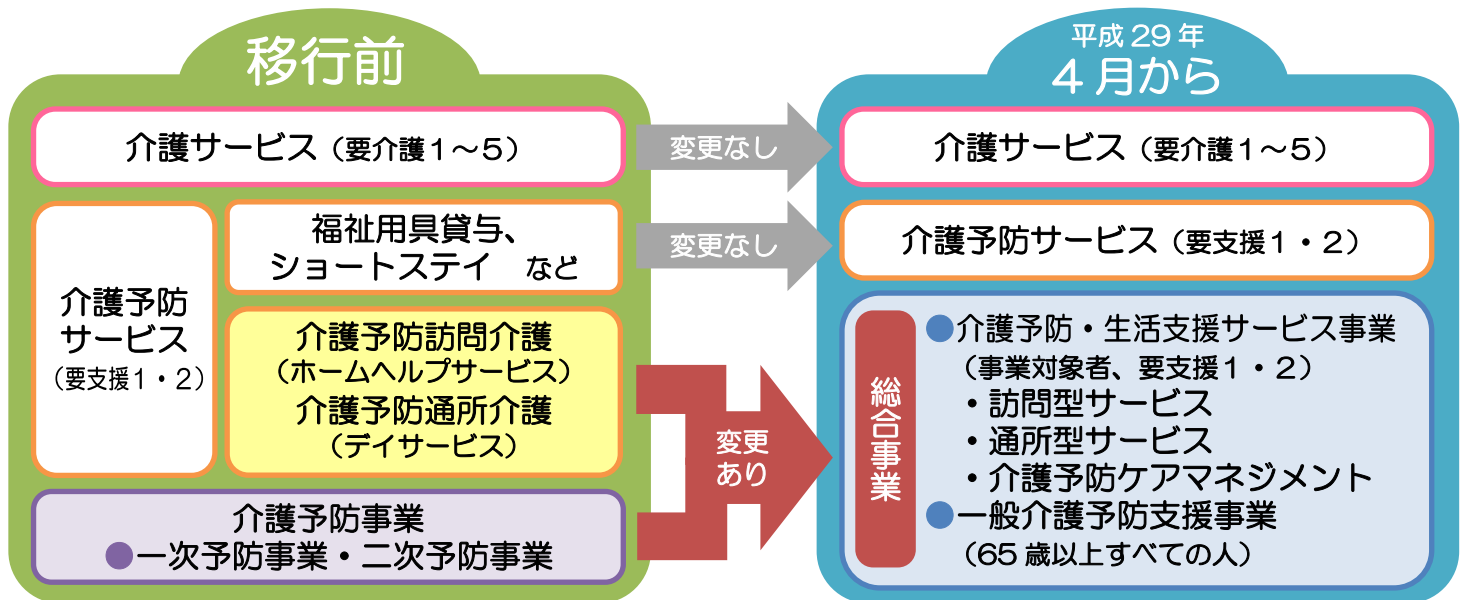 移行前
介護サービス（要介護１～５）
介護予防
サービス
（要支援１・２）
福祉用具貸与、
ショートステイ　など
介護予防訪問介護
（ホームヘルプサービス）
介護予防通所介護
（デイサービス）
介護予防事業
●一次予防事業・二次予防事業
変更なし
変更なし
変更
あり
平成 29 年
４月から
介護サービス（要介護１～５）
介護予防サービス（要支援１・２）
総合事業
●介護予防・生活支援サービス事業
（事業対象者、要支援１・２）
・訪問型サービス
・通所型サービス
・介護予防ケアマネジメント
●一般介護予防支援事業
（65 歳以上すべての人）